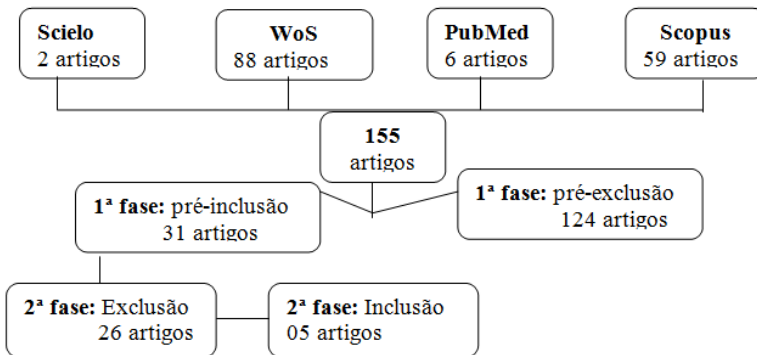 Scielo
2 artigos
WoS
88 artigos
PubMed
6 artigos
Scopus
59 artigos
155
artigos
1ª fase: pré-inclusão
31 artigos
1ª fase: pré-exclusão
124 artigos
2ª fase: Exclusão
26 artigos
2ª fase: Inclusão
05 artigos